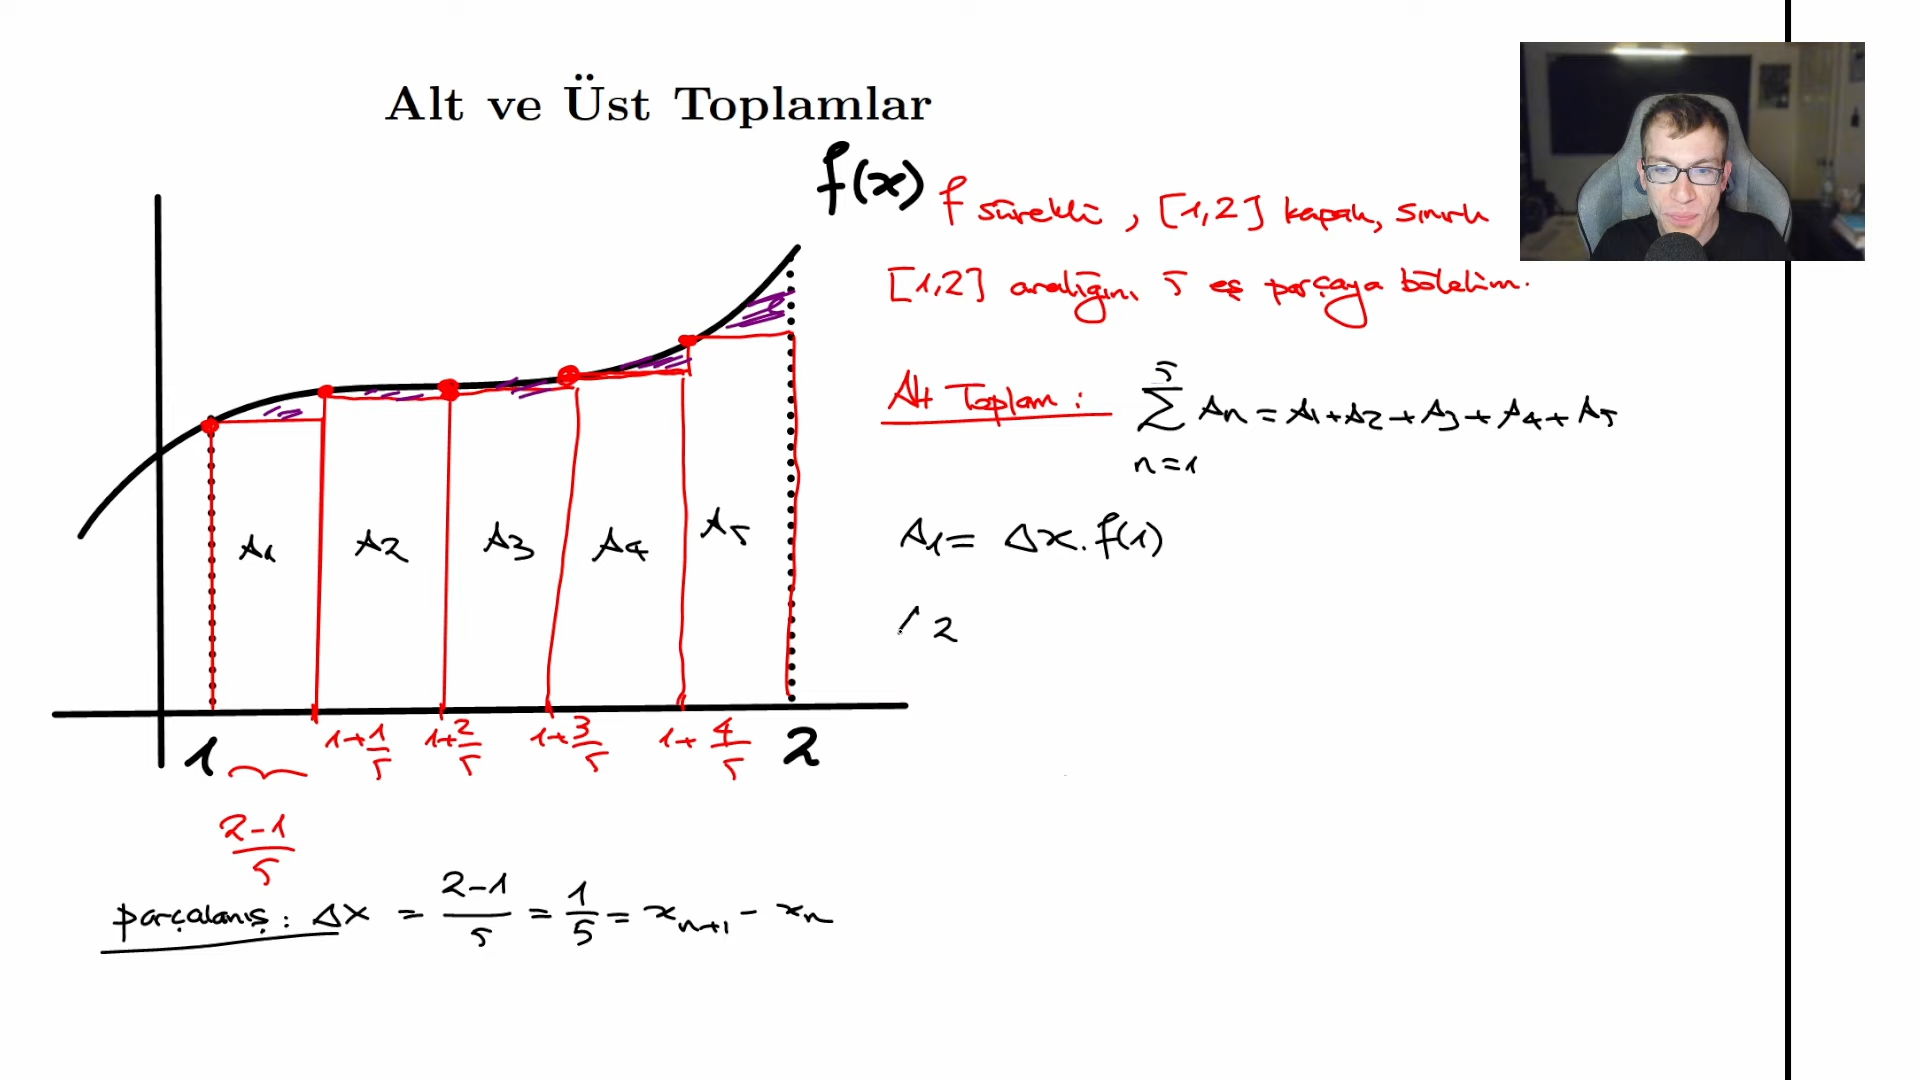 Alt ve Üst Toplamlar
f(x)
f sürekli, [1,2] kapalı, sınırlı
[1,2] aralığını 5 eş parçaya bölelim.
Alt Toplam: 5 ∑ n=1 An = A1+A2+A3+A4+A5
A1 = Δx.f(1)
2
A1 A2 A3 A4 A5
1 1+1/5 1+2/5 1+3/5 1+4/5 2
2-1/5
parçalanış: Δx = 2-1/5 = 1/5 = xn+1 - xn